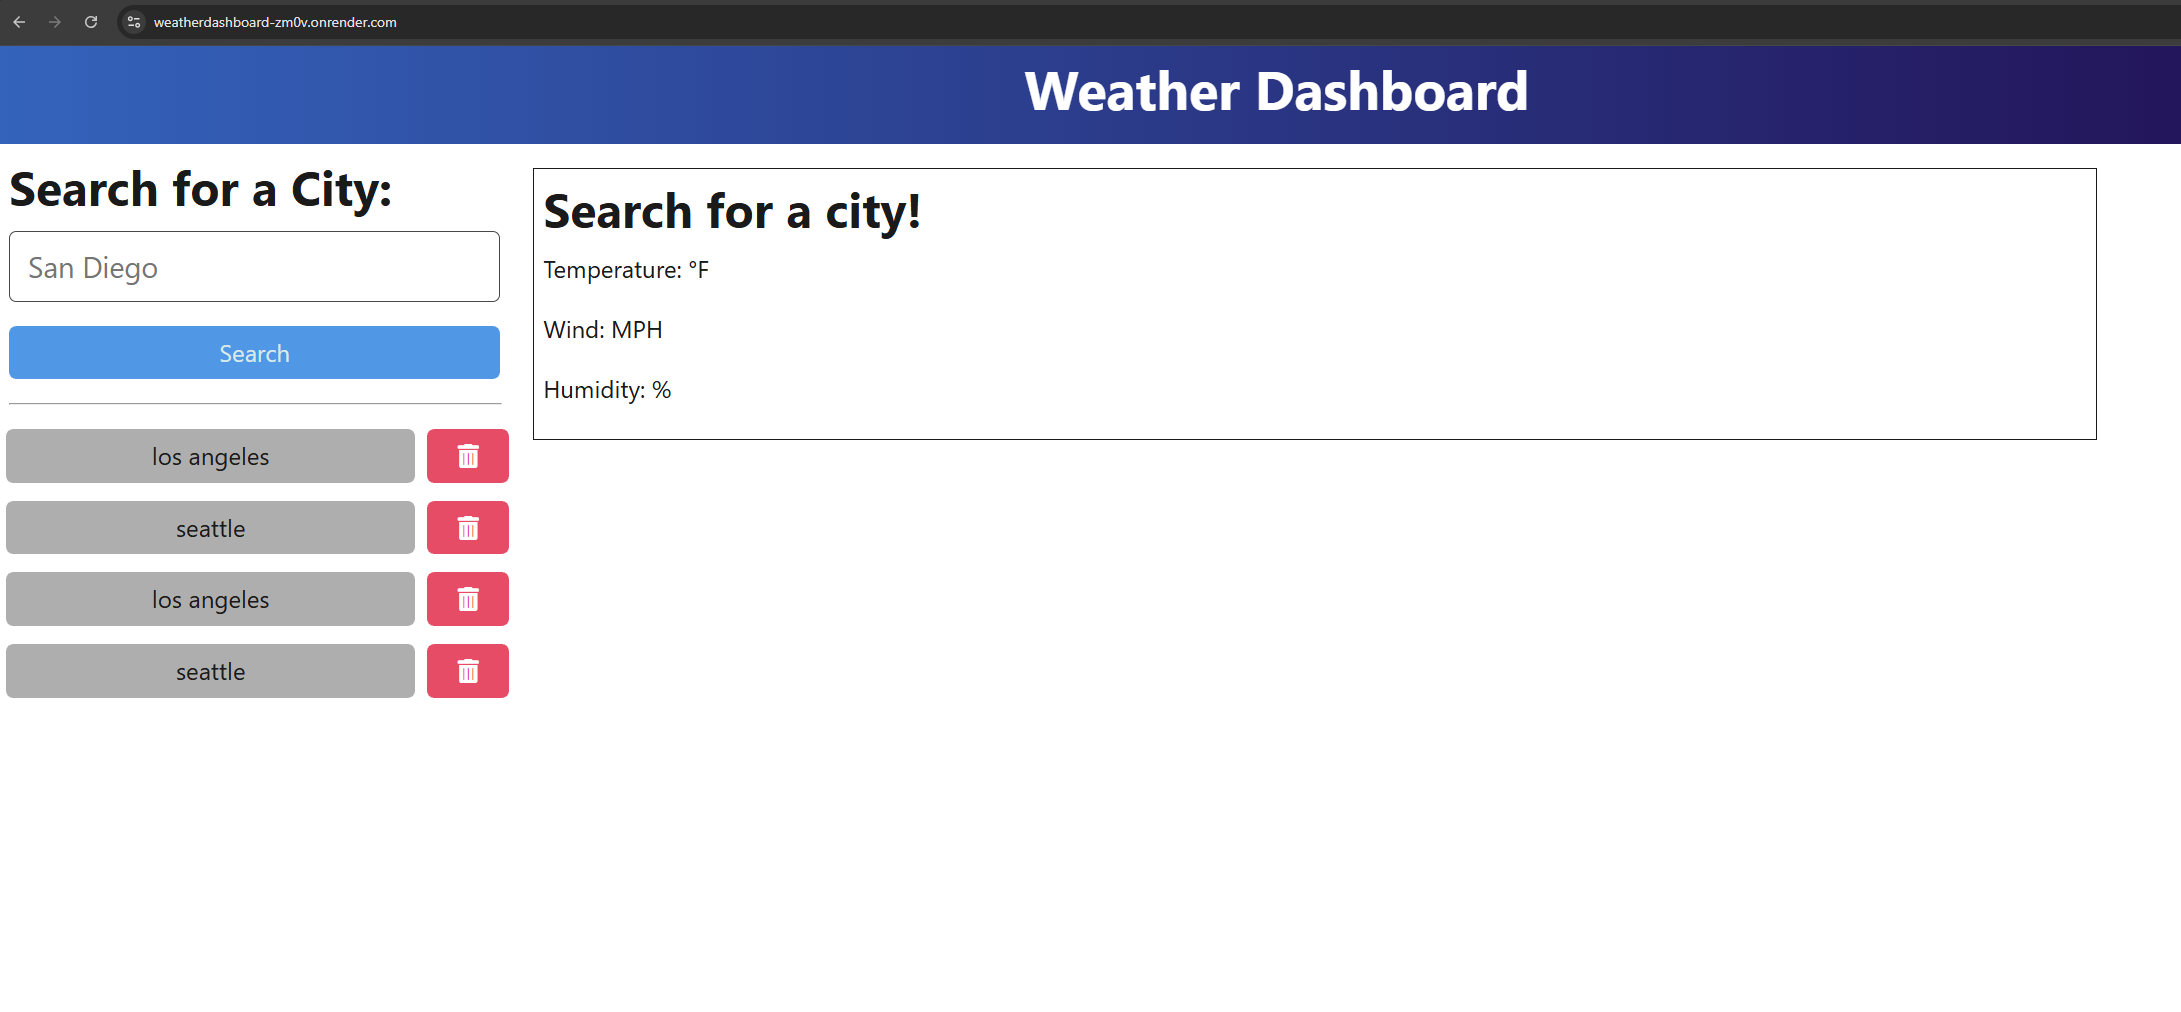 weatherdashboard-zm0v.onrender.com
Weather Dashboard
Search for a City:
San Diego
Search
los angeles
seattle
los angeles
seattle
Search for a city!
Temperature: °F
Wind: MPH
Humidity: %